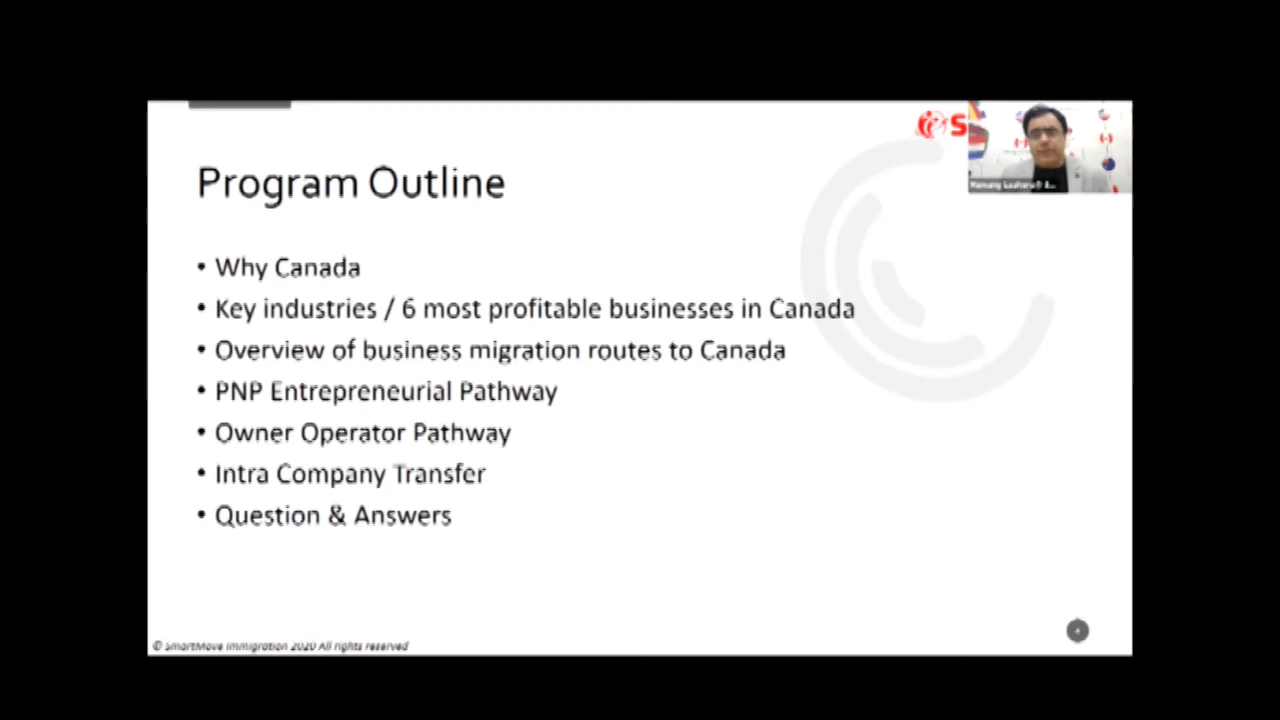 Program Outline
• Why Canada
• Key industries / 6 most profitable businesses in Canada
• Overview of business migration routes to Canada
• PNP Entrepreneurial Pathway
• Owner Operator Pathway
• Intra Company Transfer
• Question & Answers
© SmartMove Immigration 2020 All rights reserved
S